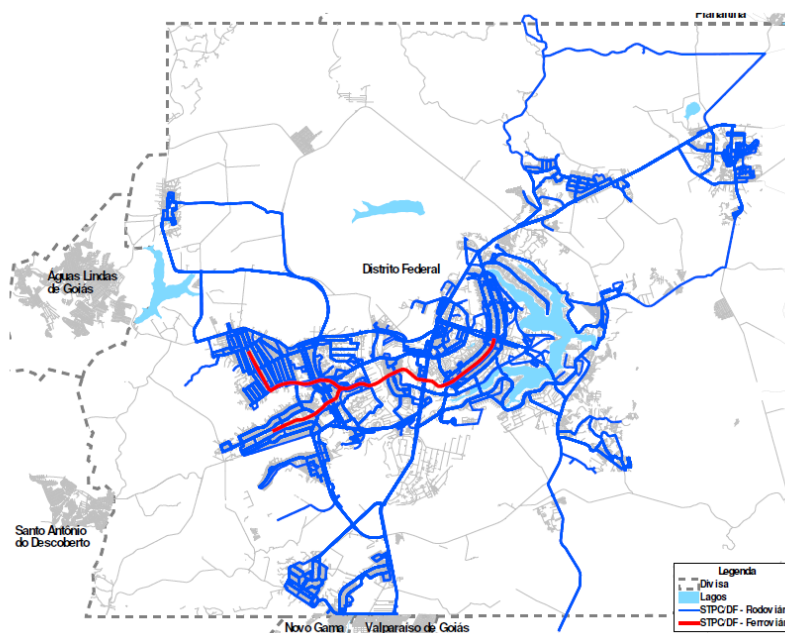 Distrito Federal
Águas Lindas
de Goiás
Santo Antônio
do Descoberto
Novo Gama
Valparaíso de Goiás
Legenda
Divisa
Lagos
STPC/DF - Rodoviár
STPC/DF - Ferroviár